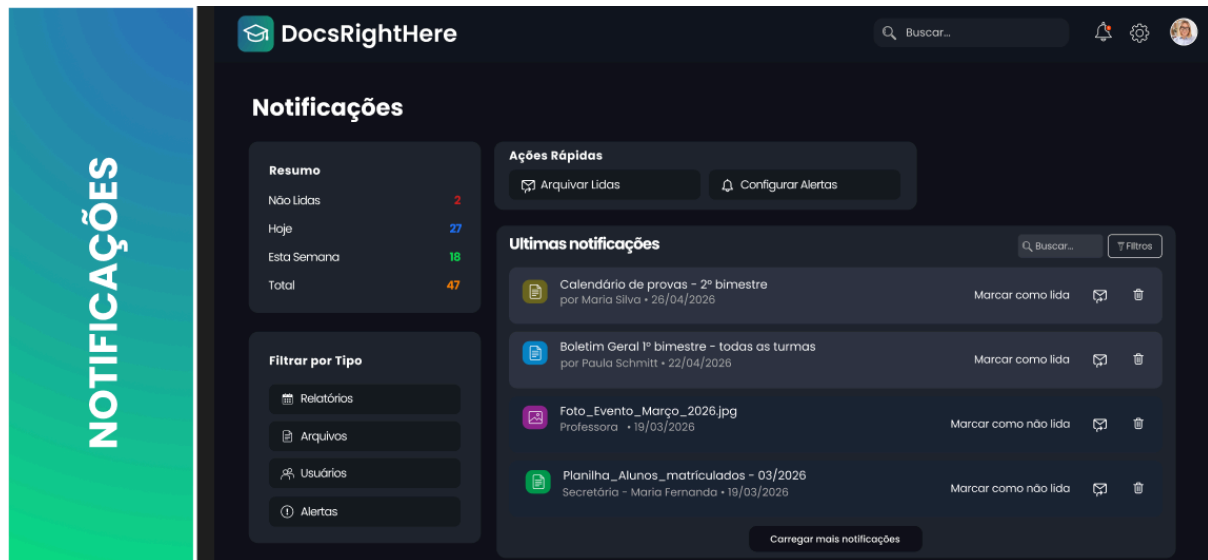 NOTIFICAÇÕES
DocsRightHere
Buscar...
Notificações
Resumo
Não Lidas 2
Hoje 27
Esta Semana 18
Total 47
Filtrar por Tipo
Relatórios
Arquivos
Usuários
Alertas
Ações Rápidas
Arquivar Lidas
Configurar Alertas
Ultimas notificações
Buscar...
Filtros
Calendário de provas - 2º bimestre
por Maria Silva • 26/04/2026
Marcar como lida
Boletim Geral 1º bimestre - todas as turmas
por Paula Schmitt • 22/04/2026
Marcar como lida
Foto_Evento_Março_2026.jpg
Professora • 19/03/2026
Marcar como não lida
Planilha_Alunos_matrículados - 03/2026
Secretária - Maria Fernanda • 19/03/2026
Marcar como não lida
Carregar mais notificações